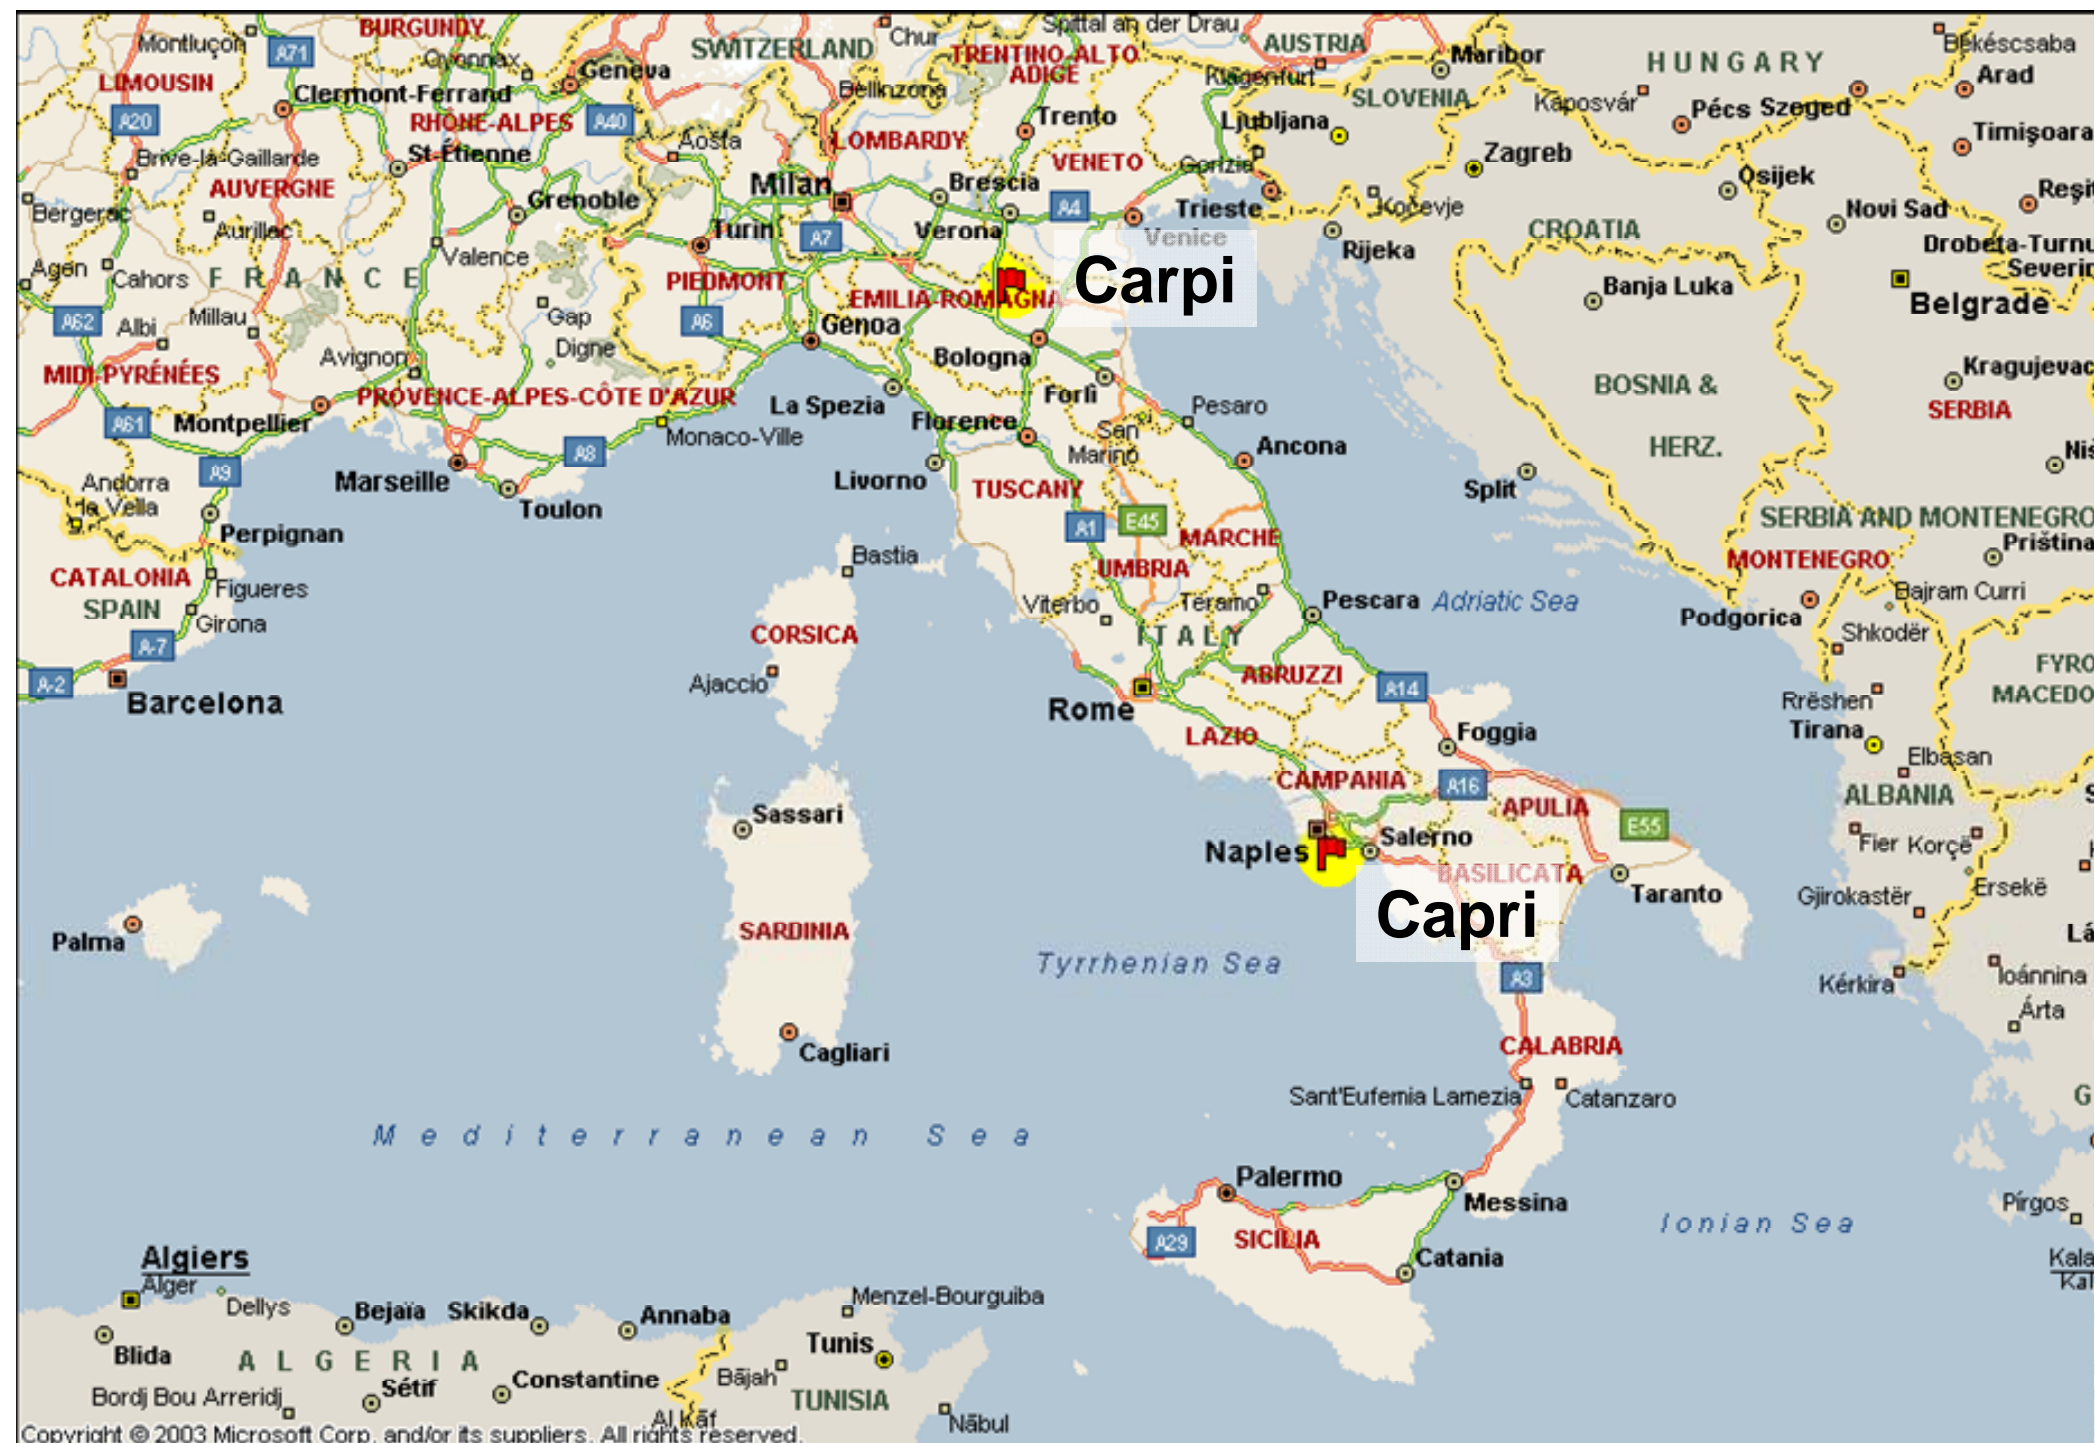 BURGUNDY
Spittal an der Drau
Montluçon
A71
SWITZERLAND
Chur
TRENTINO-ALTO
ADIGE
AUSTRIA
Maribor
HUNGARY
Békéscsaba
Oyonnax
Geneva
LIMOUSIN
Clermont-Ferrand
Bellinzona
Klagenfurt
SLOVENIA
Kaposvár
Pécs
Szeged
Arad
A20
RHÔNE-ALPES
A40
Trento
Ljubljana
Timişoara
Brive-la-Gaillarde
St-Étienne
Aosta
LOMBARDY
VENETO
Gorizia
Zagreb
AUVERGNE
Milan
Brescia
Osijek
Bergerac
Aurillac
Grenoble
Turin
A7
Verona
A4
Trieste
Kočevje
Novi Sad
Venice
Rijeka
CROATIA
Drobeta-Turnu
Severin
Agen
Cahors
FRANCE
Valence
PIEDMONT
EMILIA-ROMAGNA
Carpi
Banja Luka
Belgrade
A62
Albi
Millau
Gap
A6
Genoa
Avignon
Digne
Bologna
MIDI-PYRÉNÉES
PROVENCE-ALPES-CÔTE D'AZUR
La Spezia
Forlì
BOSNIA &
HERZ.
Kragujevac
SERBIA
A61
Montpellier
Monaco-Ville
Florence
San
Marino
Pesaro
Ancona
A9
A8
Marseille
Livorno
Andorra
la Vella
Toulon
TUSCANY
Split
Perpignan
A1
E45
MARCHE
SERBIA AND MONTENEGRO
Priština
Bastia
UMBRIA
MONTENEGRO
CATALONIA
SPAIN
Figueres
Girona
Viterbo
Teramo
Pescara
Adriatic Sea
Podgorica
Bajram Curri
CORSICA
ITALY
Shkodër
A-7
A-2
Ajaccio
ABRUZZI
A14
FYRO
MACEDO
Barcelona
Rome
Rrëshen
LAZIO
Foggia
Tirana
Elbasan
CAMPANIA
A16
APULIA
ALBANIA
Sassari
E55
Naples
Salerno
Fier
Korçë
BASILICATA
Taranto
Gjirokastër
Ersekë
Capri
Palma
SARDINIA
Tyrrhenian Sea
A3
Kérkira
Ioánnina
Árta
Cagliari
CALABRIA
Sant'Eufemia Lamezia
Catanzaro
Mediterranean Sea
Palermo
Messina
Pírgos
A29
SICILIA
Ionian Sea
Catania
Algiers
Alger
Dellys
Bejaïa
Skikda
Annaba
Menzel-Bourguiba
Blida
ALGERIA
Tunis
Bājah
Constantine
Sétif
Bordj Bou Arreridj
TUNISIA
Al Kāf
Nābul
Copyright © 2003 Microsoft Corp. and/or its suppliers. All rights reserved.